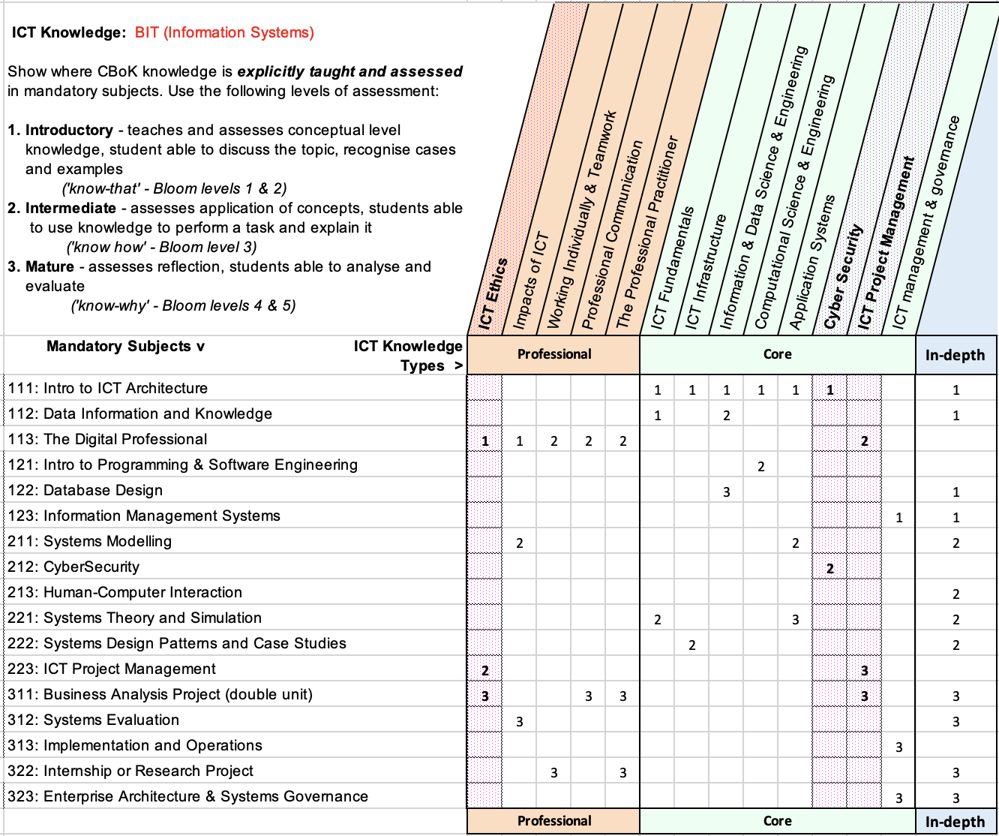 ICT Knowledge: BIT (Information Systems)
Show where CBoK knowledge is explicitly taught and assessed
in mandatory subjects. Use the following levels of assessment:
1. Introductory - teaches and assesses conceptual level
knowledge, student able to discuss the topic, recognise cases
and examples
('know-that' - Bloom levels 1 & 2)
2. Intermediate - assesses application of concepts, students able
to use knowledge to perform a task and explain it
('know how' - Bloom level 3)
3. Mature - assesses reflection, students able to analyse and
evaluate
('know-why' - Bloom levels 4 & 5)
ICT Ethics
Impacts of ICT
Working Individually & Teamwork
Professional Communication
The Professional Practitioner
ICT Fundamentals
ICT Infrastructure
Information & Data Science & Engineering
Computational Science & Engineering
Application Systems
Cyber Security
ICT Project Management
ICT management & governance
Mandatory Subjects v ICT Knowledge
Types > Professional Core In-depth
111: Intro to ICT Architecture 1 1 1 1 1 1 1
112: Data Information and Knowledge 1 2 1
113: The Digital Professional 1 1 2 2 2 2
121: Intro to Programming & Software Engineering 2
122: Database Design 3 1
123: Information Management Systems 1 1
211: Systems Modelling 2 2 2
212: CyberSecurity 2
213: Human-Computer Interaction 2
221: Systems Theory and Simulation 2 3 2
222: Systems Design Patterns and Case Studies 2 2
223: ICT Project Management 2 3
311: Business Analysis Project (double unit) 3 3 3 3 3
312: Systems Evaluation 3 3
313: Implementation and Operations 3
322: Internship or Research Project 3 3 3
323: Enterprise Architecture & Systems Governance 3 3
Professional Core In-depth